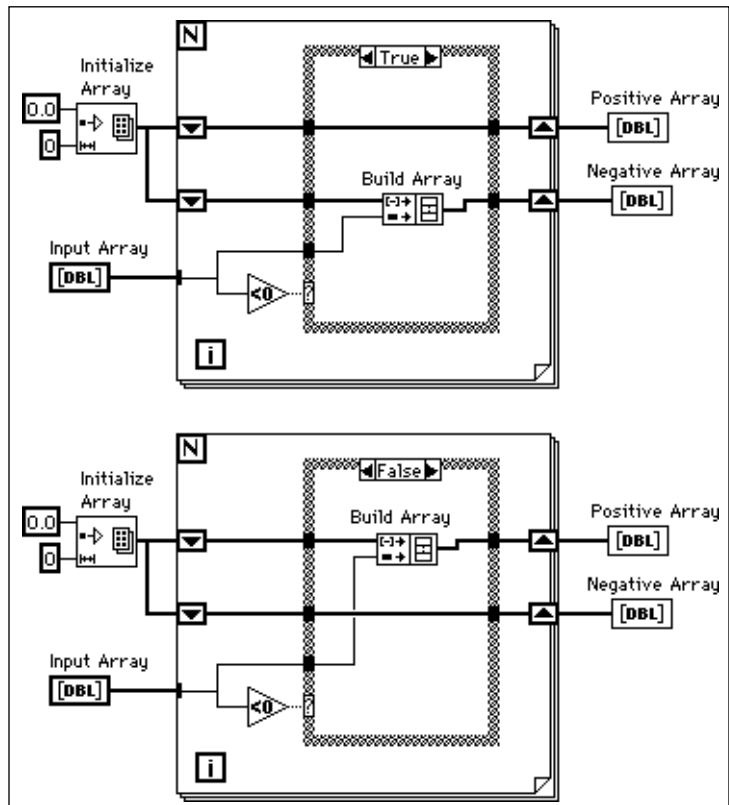 N
True
Initialize
Array
0.0
0
Positive Array
[DBL]
Negative Array
[DBL]
Build Array
Input Array
[DBL]
<0
?
i
N
False
Initialize
Array
0.0
0
Build Array
Positive Array
[DBL]
Negative Array
[DBL]
Input Array
[DBL]
<0
?
i